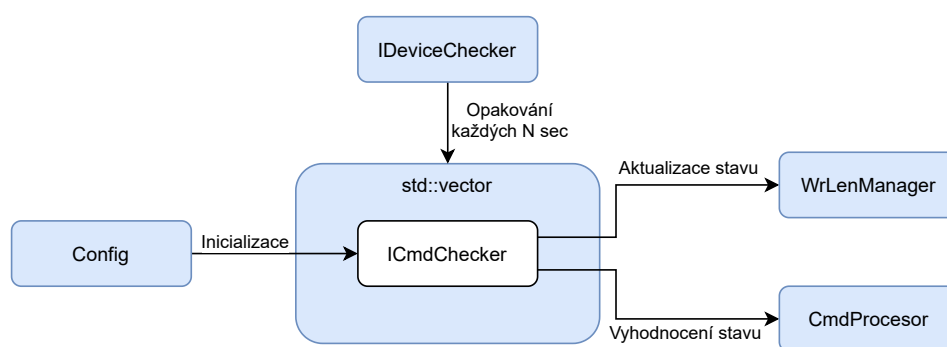 IDeviceChecker
Opakování
každých N sec
std::vector
Aktualizace stavu
WrLenManager
Config
Inicializace
ICmdChecker
CmdProcesor
Vyhodnocení stavu